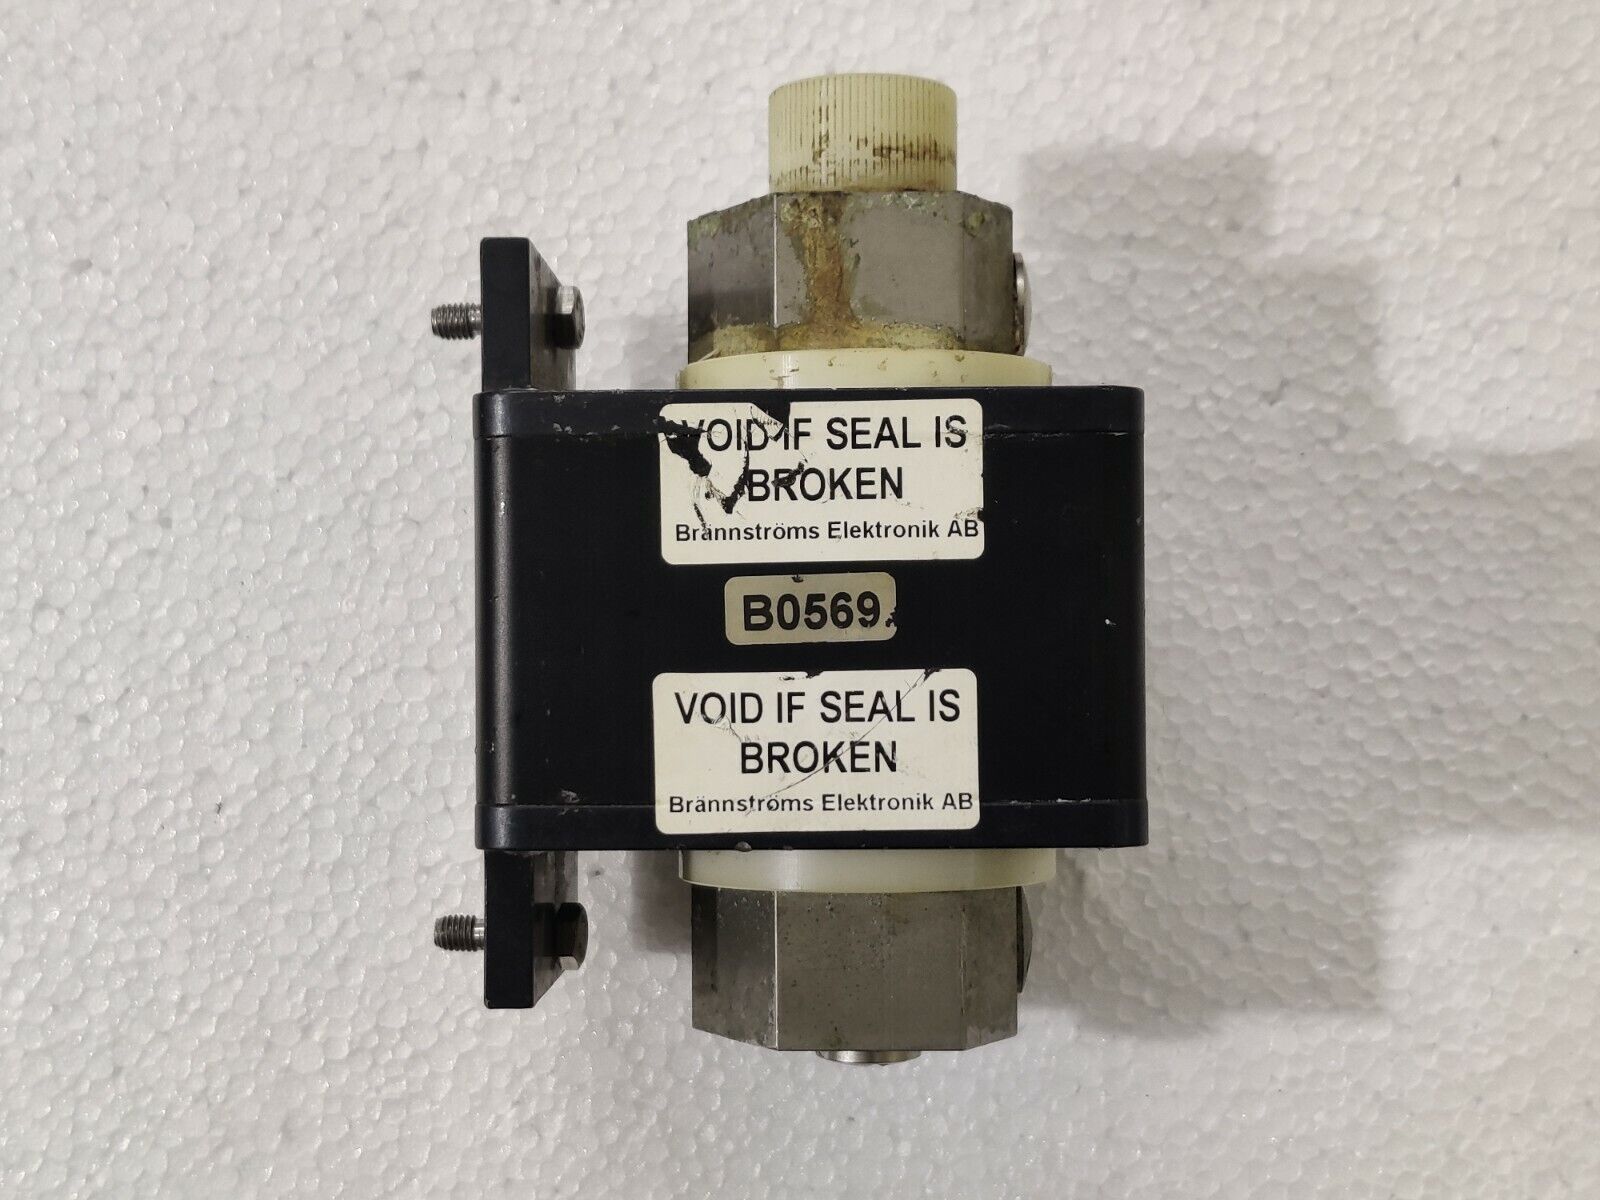 VOID IF SEAL IS
BROKEN
Brännströms Elektronik AB
B0569
VOID IF SEAL IS
BROKEN
Brännströms Elektronik AB